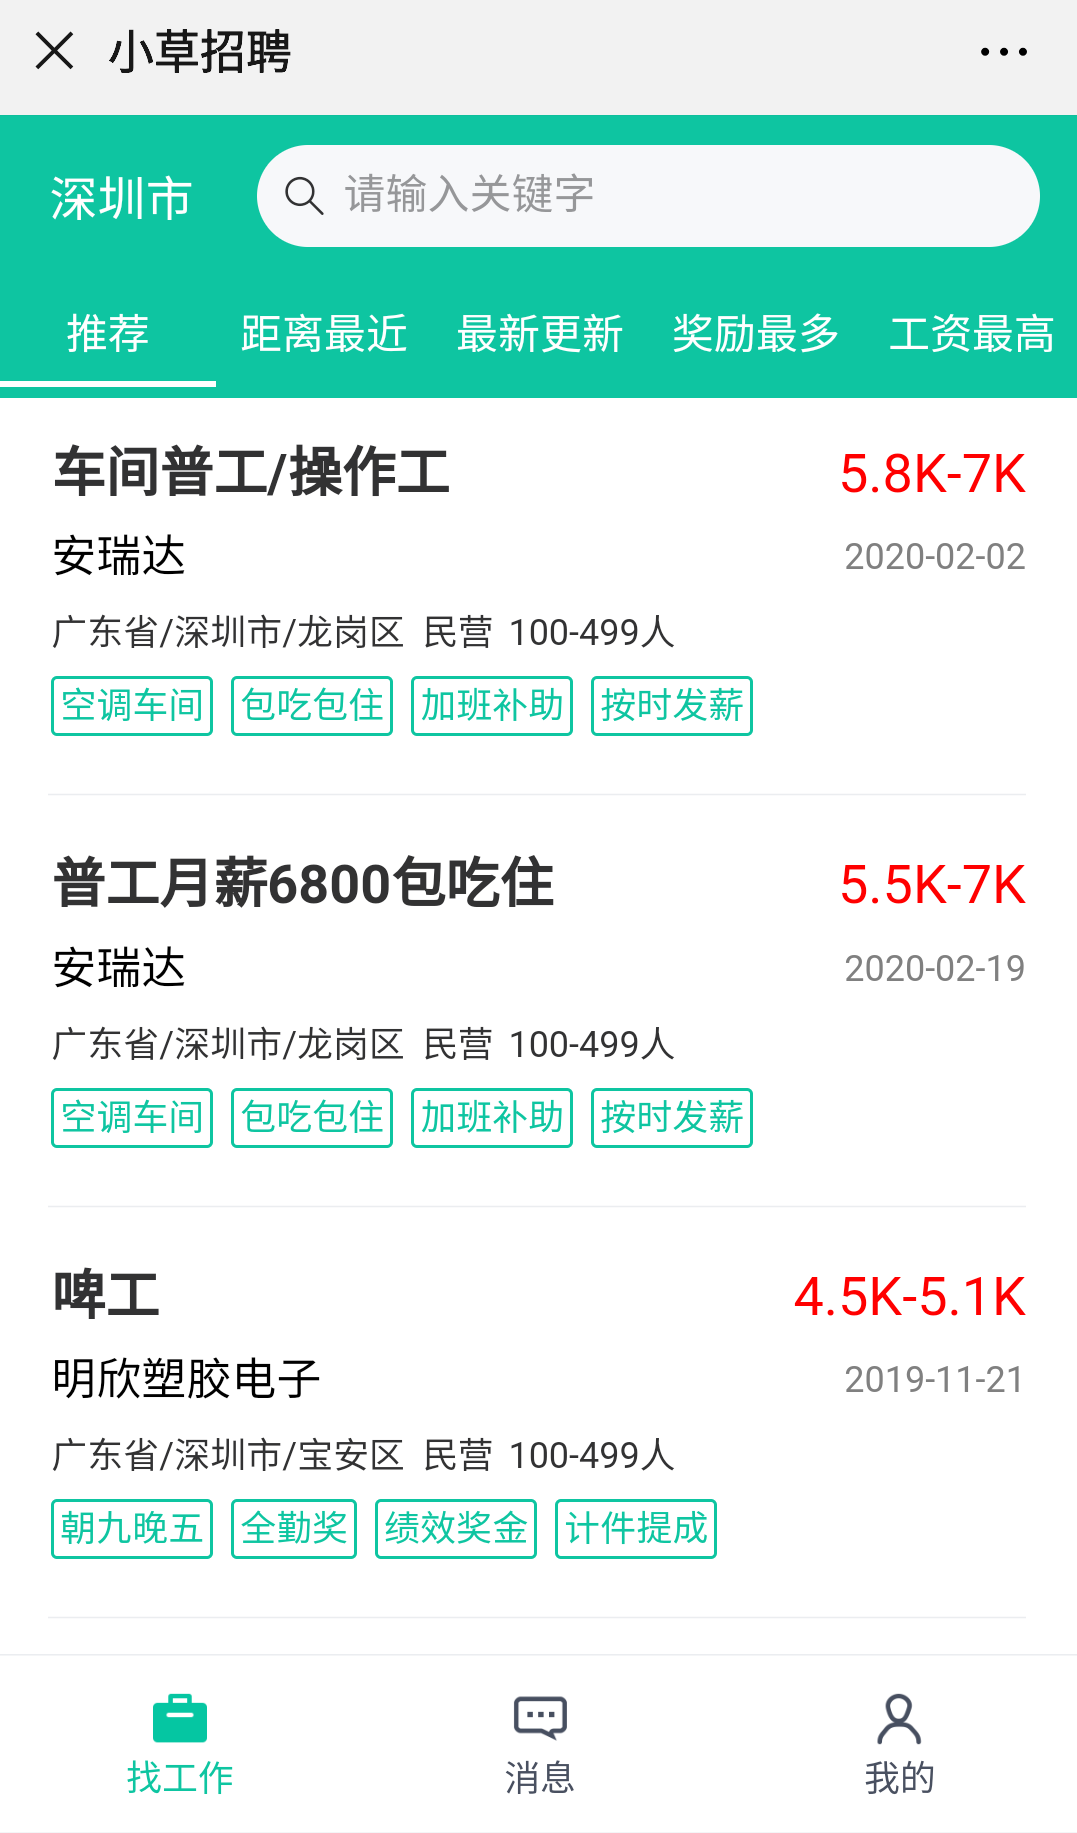 小草招聘
深圳市 请输入关键字
推荐 距离最近 最新更新 奖励最多 工资最高
车间普工/操作工 5.8K-7K
安瑞达 2020-02-02
广东省/深圳市/龙岗区 民营 100-499人
空调车间 包吃包住 加班补助 按时发薪
普工月薪6800包吃住 5.5K-7K
安瑞达 2020-02-19
广东省/深圳市/龙岗区 民营 100-499人
空调车间 包吃包住 加班补助 按时发薪
啤工 4.5K-5.1K
明欣塑胶电子 2019-11-21
广东省/深圳市/宝安区 民营 100-499人
朝九晚五 全勤奖 绩效奖金 计件提成
找工作 消息 我的